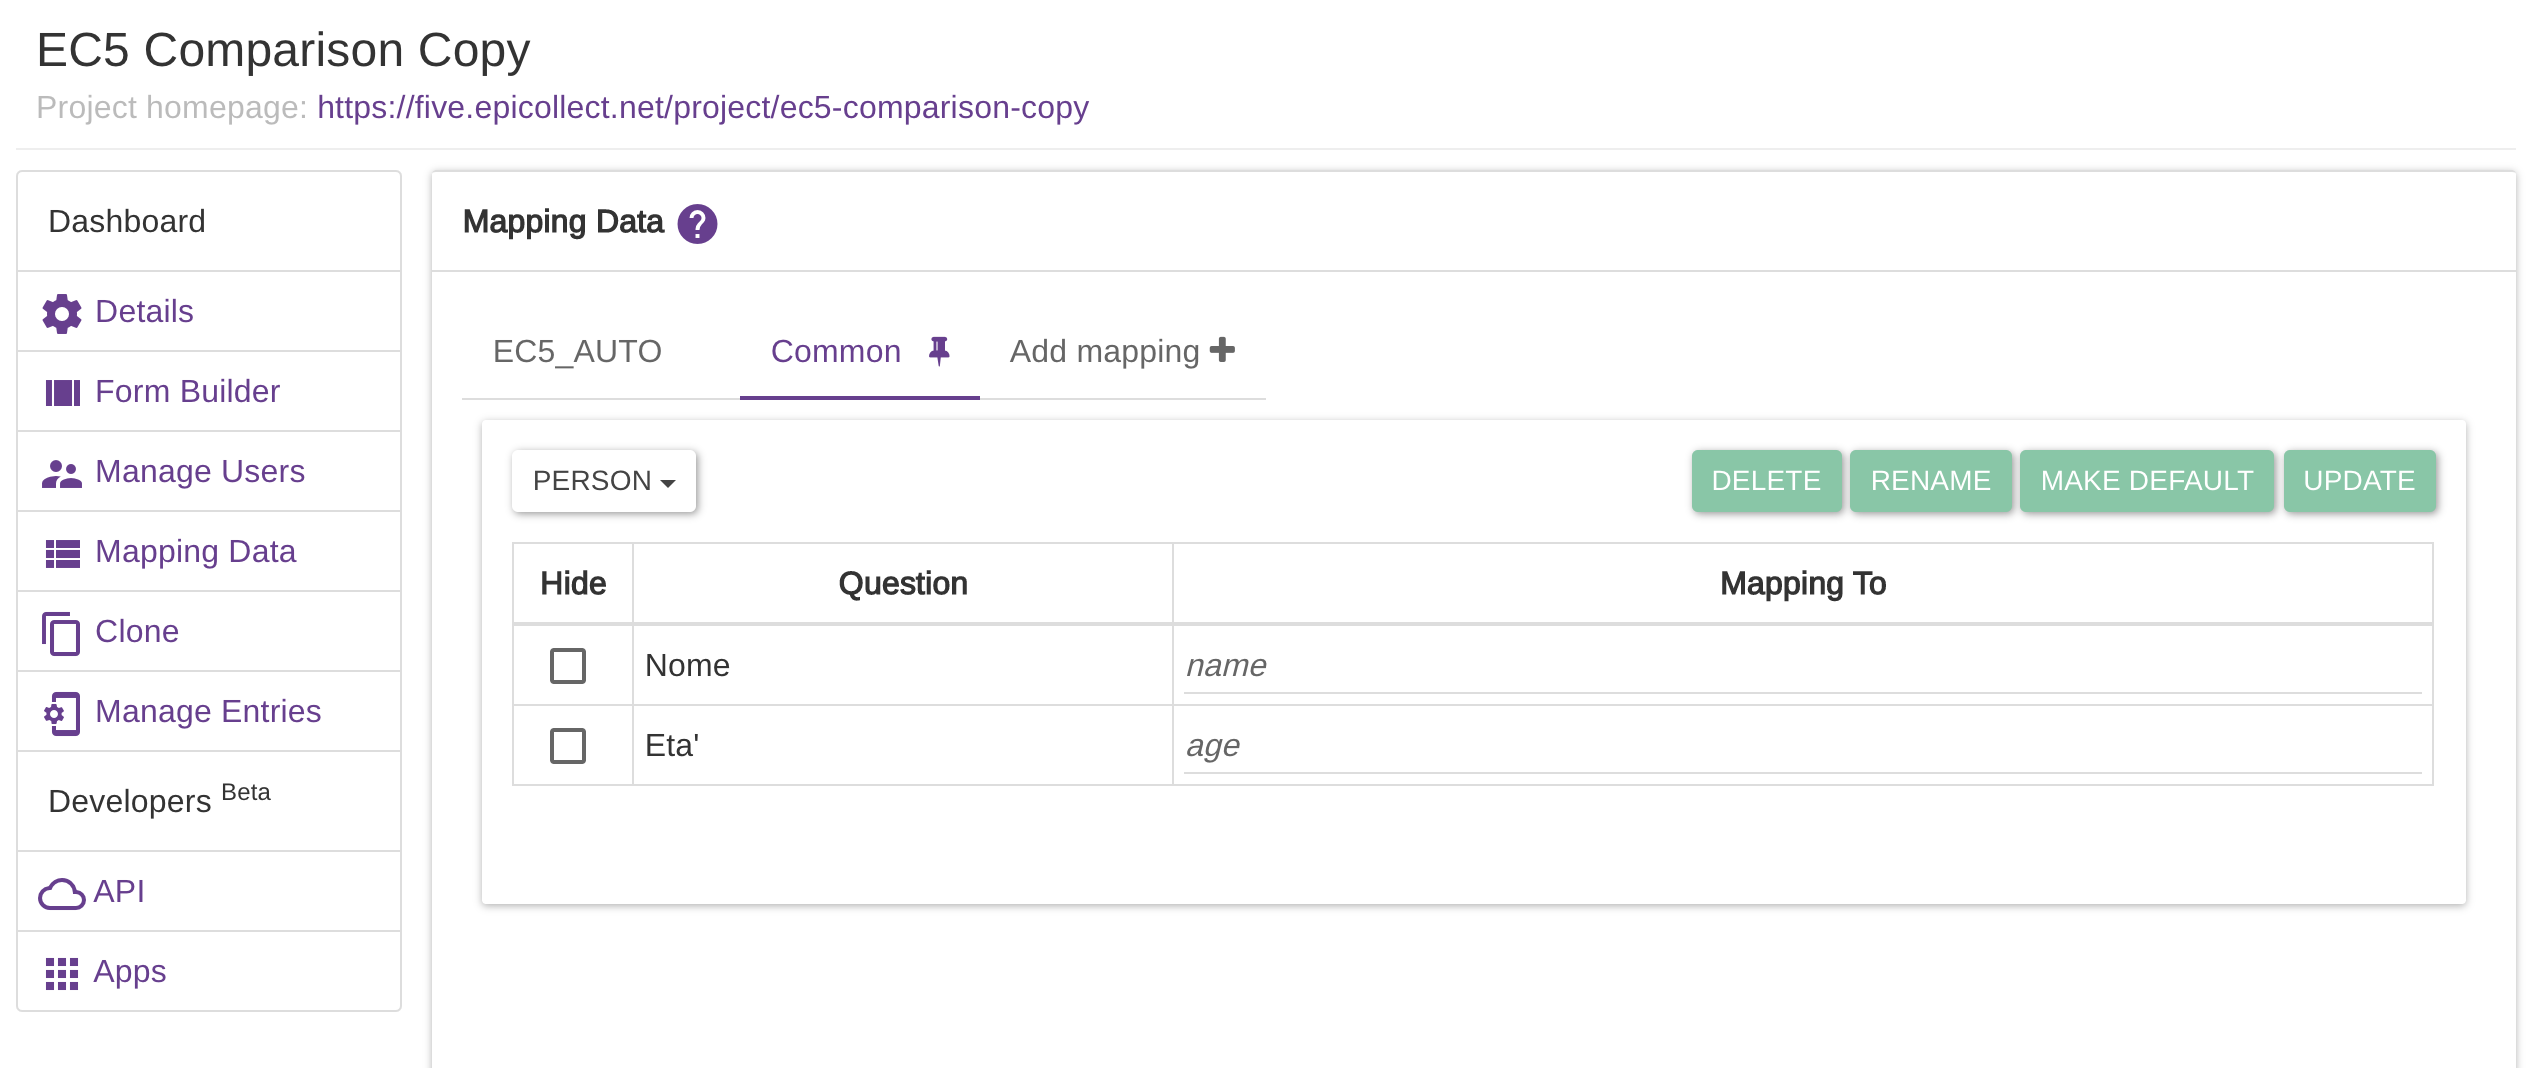 EC5 Comparison Copy
Project homepage: https://five.epicollect.net/project/ec5-comparison-copy
Dashboard
Details
Form Builder
Manage Users
Mapping Data
Clone
Manage Entries
Developers Beta
API
Apps
Mapping Data ?
EC5_AUTO Common Add mapping
PERSON DELETE RENAME MAKE DEFAULT UPDATE
Hide Question Mapping To
Nome name
Eta' age